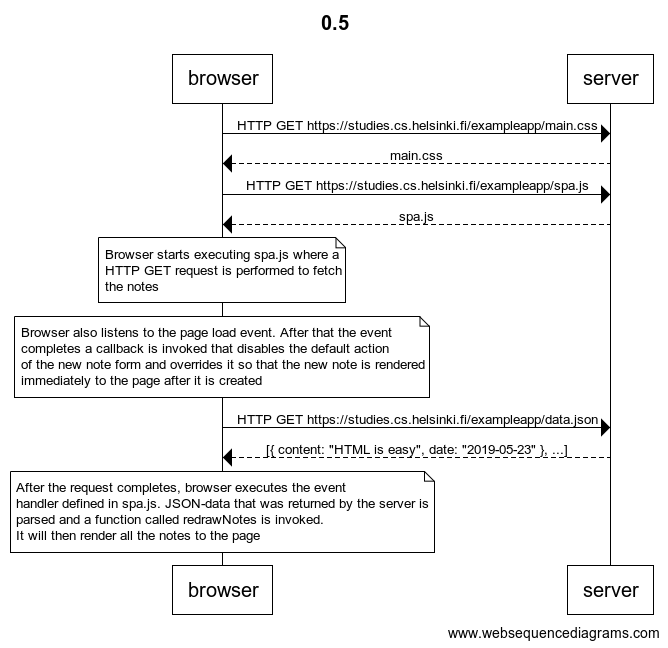 0.5
browser
server
HTTP GET https://studies.cs.helsinki.fi/exampleapp/main.css
main.css
HTTP GET https://studies.cs.helsinki.fi/exampleapp/spa.js
spa.js
Browser starts executing spa.js where a
HTTP GET request is performed to fetch
the notes
Browser also listens to the page load event. After that the event
completes a callback is invoked that disables the default action
of the new note form and overrides it so that the new note is rendered
immediately to the page after it is created
HTTP GET https://studies.cs.helsinki.fi/exampleapp/data.json
[{ content: "HTML is easy", date: "2019-05-23" }, ...]
After the request completes, browser executes the event
handler defined in spa.js. JSON-data that was returned by the server is
parsed and a function called redrawNotes is invoked.
It will then render all the notes to the page
browser
server
www.websequencediagrams.com